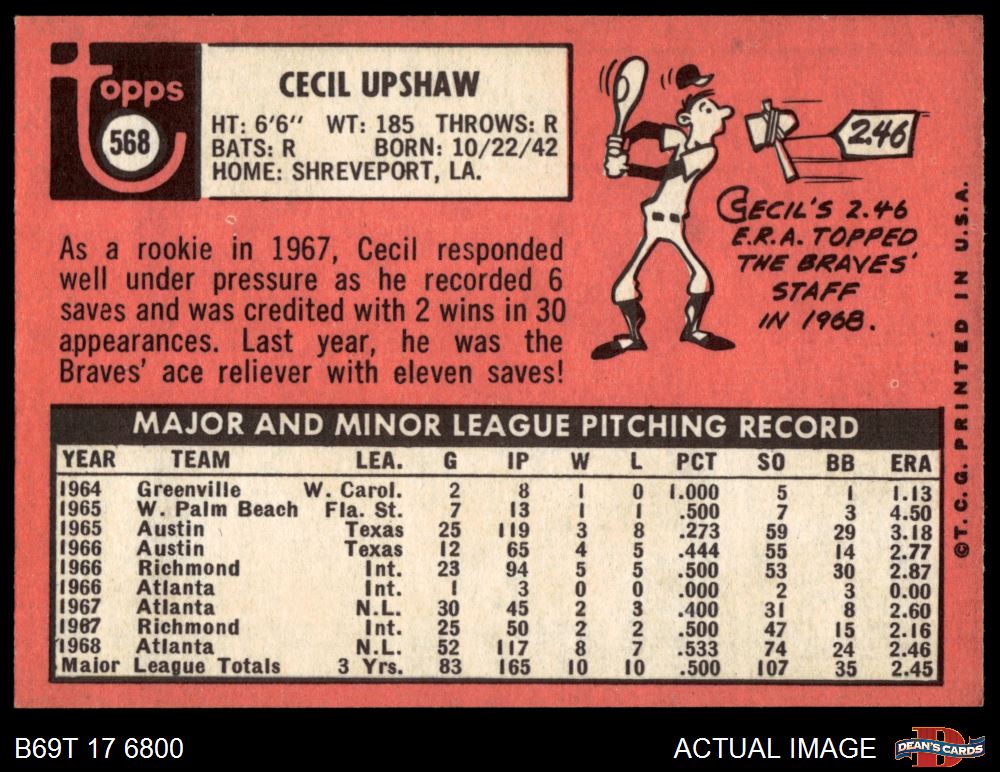 Topps
568
CECIL UPSHAW
HT: 6'6" WT: 185 THROWS: R
BATS: R BORN: 10/22/42
HOME: SHREVEPORT, LA.
2.46
CECIL'S 2.46
E.R.A. TOPPED
THE BRAVES'
STAFF
IN 1968.
As a rookie in 1967, Cecil responded
well under pressure as he recorded 6
saves and was credited with 2 wins in 30
appearances. Last year, he was the
Braves' ace reliever with eleven saves!
MAJOR AND MINOR LEAGUE PITCHING RECORD
YEAR TEAM LEA. G IP W L PCT SO BB ERA
1964 Greenville W. Carol. 2 8 1 0 1.000 5 1 1.13
1965 W. Palm Beach Fla. St. 7 13 1 1 .500 7 3 4.50
1965 Austin Texas 25 119 3 8 .273 59 29 3.18
1966 Austin Texas 12 65 4 5 .444 55 14 2.77
1966 Richmond Int. 23 94 5 5 .500 53 30 2.87
1966 Atlanta Int. 1 3 0 0 .000 2 3 0.00
1967 Atlanta N.L. 30 45 2 3 .400 31 8 2.60
1967 Richmond Int. 25 50 2 2 .500 47 15 2.16
1968 Atlanta N.L. 52 117 8 7 .533 74 24 2.46
Major League Totals 3 Yrs. 83 165 10 10 .500 107 35 2.45
©T.C.G. PRINTED IN U.S.A.
B69T 17 6800
ACTUAL IMAGE
D
DEAN'S CARDS